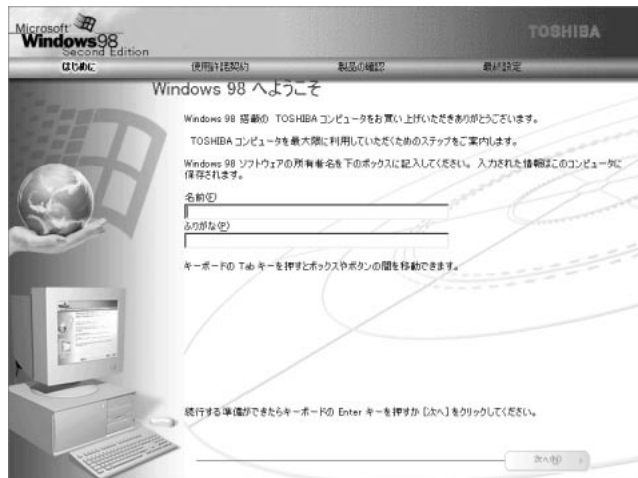 Microsoft
Windows98
Second Edition
TOSHIBA
はじめに 使用許諾契約 製品の確認 最終設定
Windows 98 へようこそ
Windows 98 搭載の TOSHIBA コンピュータをお買い上げいただきありがとうございます。
TOSHIBA コンピュータを最大限に利用していただくためのステップをご案内します。
Windows 98 ソフトウェアの所有者名を下のボックスに記入してください。 入力された情報はこのコンピュータに
保存されます。
名前(E)
ふりがな(P)
キーボードの Tab キーを押すとボックスやボタンの間を移動できます。
続行する準備ができたらキーボードの Enter キーを押すか [次へ] をクリックしてください。
次へ(N)